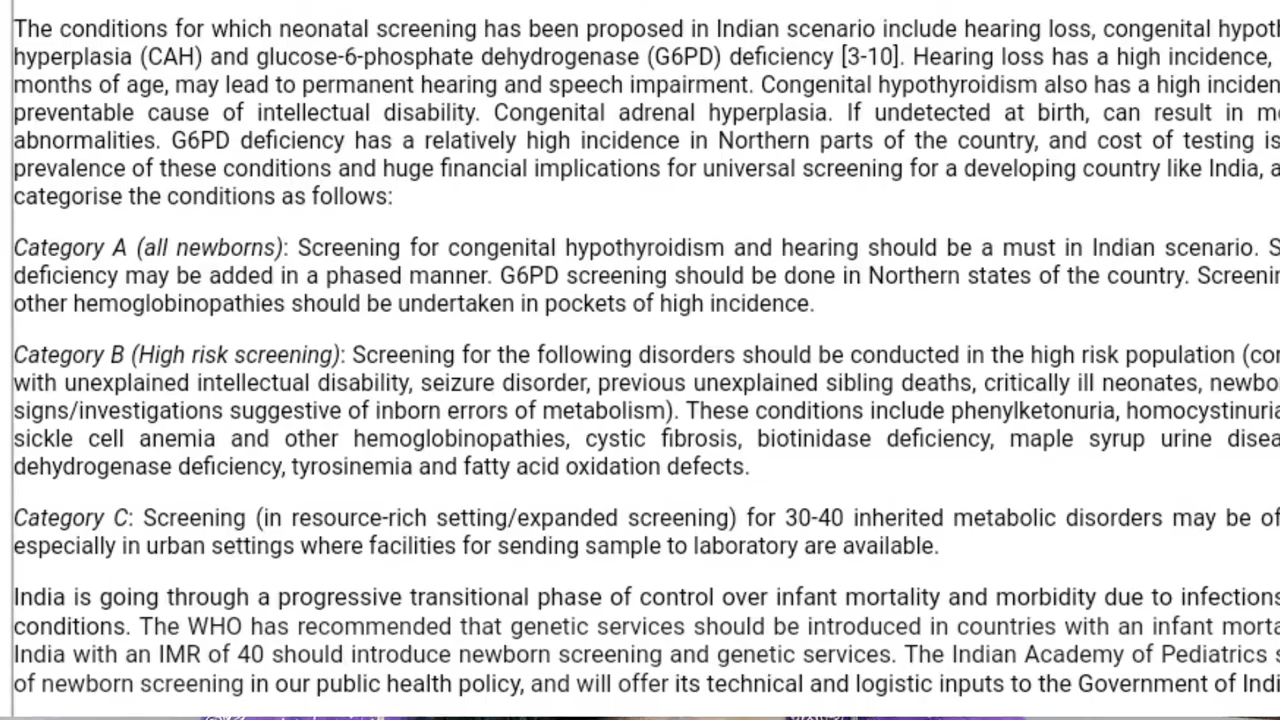 The conditions for which neonatal screening has been proposed in Indian scenario include hearing loss, congenital hypoth
hyperplasia (CAH) and glucose-6-phosphate dehydrogenase (G6PD) deficiency [3-10]. Hearing loss has a high incidence,
months of age, may lead to permanent hearing and speech impairment. Congenital hypothyroidism also has a high inciden
preventable cause of intellectual disability. Congenital adrenal hyperplasia. If undetected at birth, can result in m
abnormalities. G6PD deficiency has a relatively high incidence in Northern parts of the country, and cost of testing is
prevalence of these conditions and huge financial implications for universal screening for a developing country like India, a
categorise the conditions as follows:
Category A (all newborns): Screening for congenital hypothyroidism and hearing should be a must in Indian scenario. S
deficiency may be added in a phased manner. G6PD screening should be done in Northern states of the country. Screenin
other hemoglobinopathies should be undertaken in pockets of high incidence.
Category B (High risk screening): Screening for the following disorders should be conducted in the high risk population (con
with unexplained intellectual disability, seizure disorder, previous unexplained sibling deaths, critically ill neonates, newbo
signs/investigations suggestive of inborn errors of metabolism). These conditions include phenylketonuria, homocystinuria
sickle cell anemia and other hemoglobinopathies, cystic fibrosis, biotinidase deficiency, maple syrup urine disea
dehydrogenase deficiency, tyrosinemia and fatty acid oxidation defects.
Category C: Screening (in resource-rich setting/expanded screening) for 30-40 inherited metabolic disorders may be of
especially in urban settings where facilities for sending sample to laboratory are available.
India is going through a progressive transitional phase of control over infant mortality and morbidity due to infections
conditions. The WHO has recommended that genetic services should be introduced in countries with an infant morta
India with an IMR of 40 should introduce newborn screening and genetic services. The Indian Academy of Pediatrics s
of newborn screening in our public health policy, and will offer its technical and logistic inputs to the Government of Indi